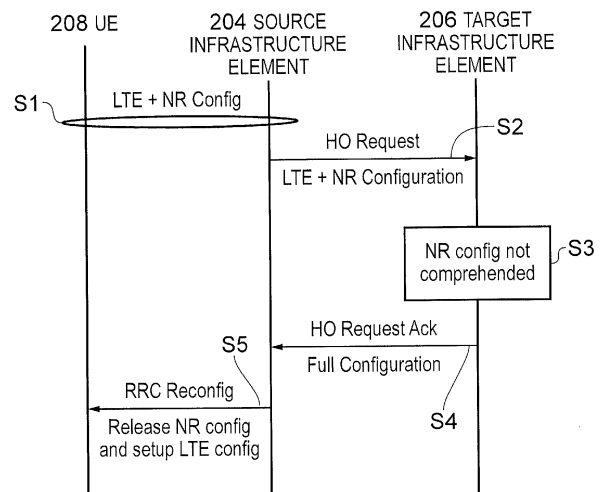 208 UE
204 SOURCE
INFRASTRUCTURE
ELEMENT
206 TARGET
INFRASTRUCTURE
ELEMENT
S1
LTE + NR Config
S2
HO Request
LTE + NR Configuration
NR config not
comprehended
S3
HO Request Ack
Full Configuration
S4
S5
RRC Reconfig
Release NR config
and setup LTE config